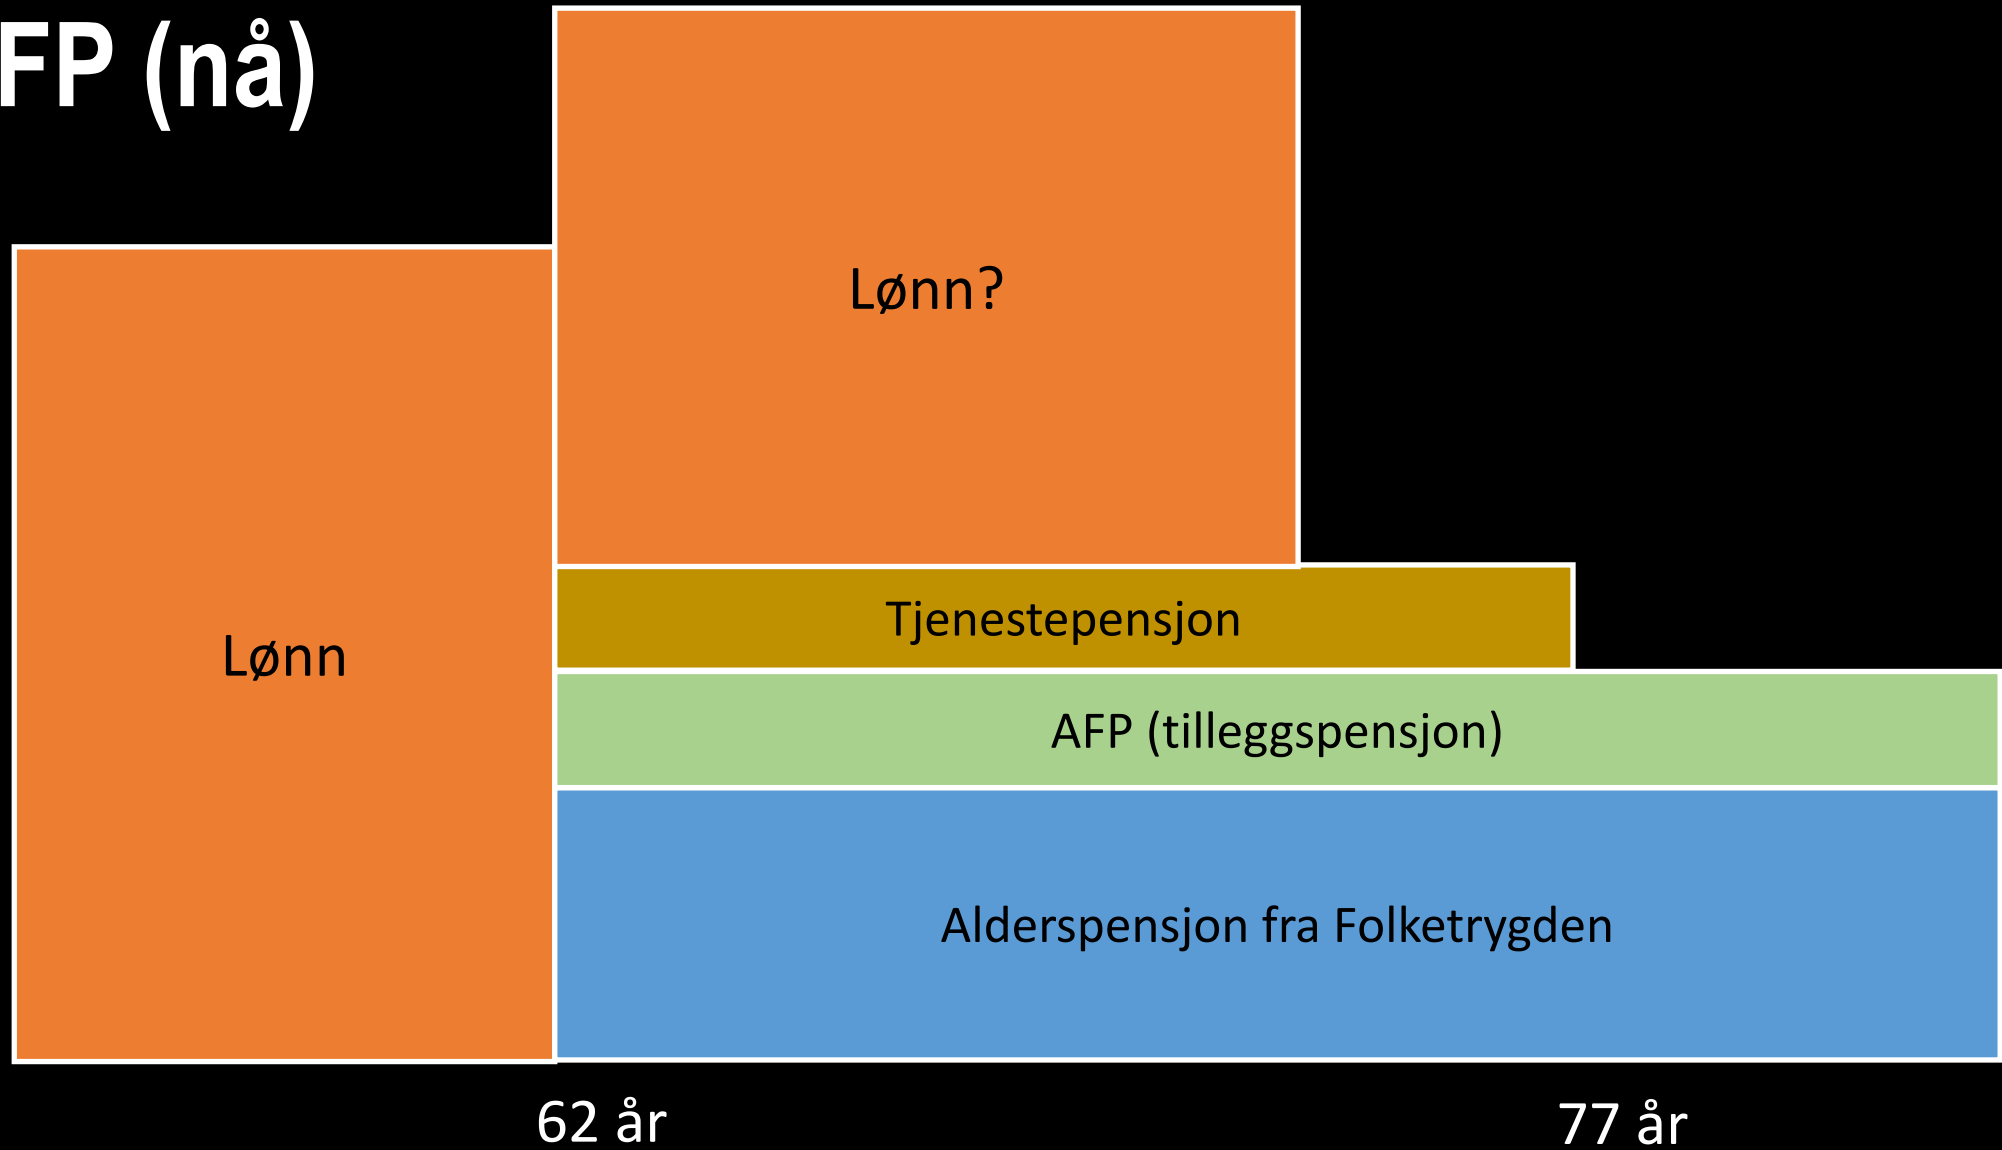 FP (nå)
Lønn?
Tjenestepensjon
Lønn
AFP (tilleggspensjon)
Alderspensjon fra Folketrygden
62 år
77 år